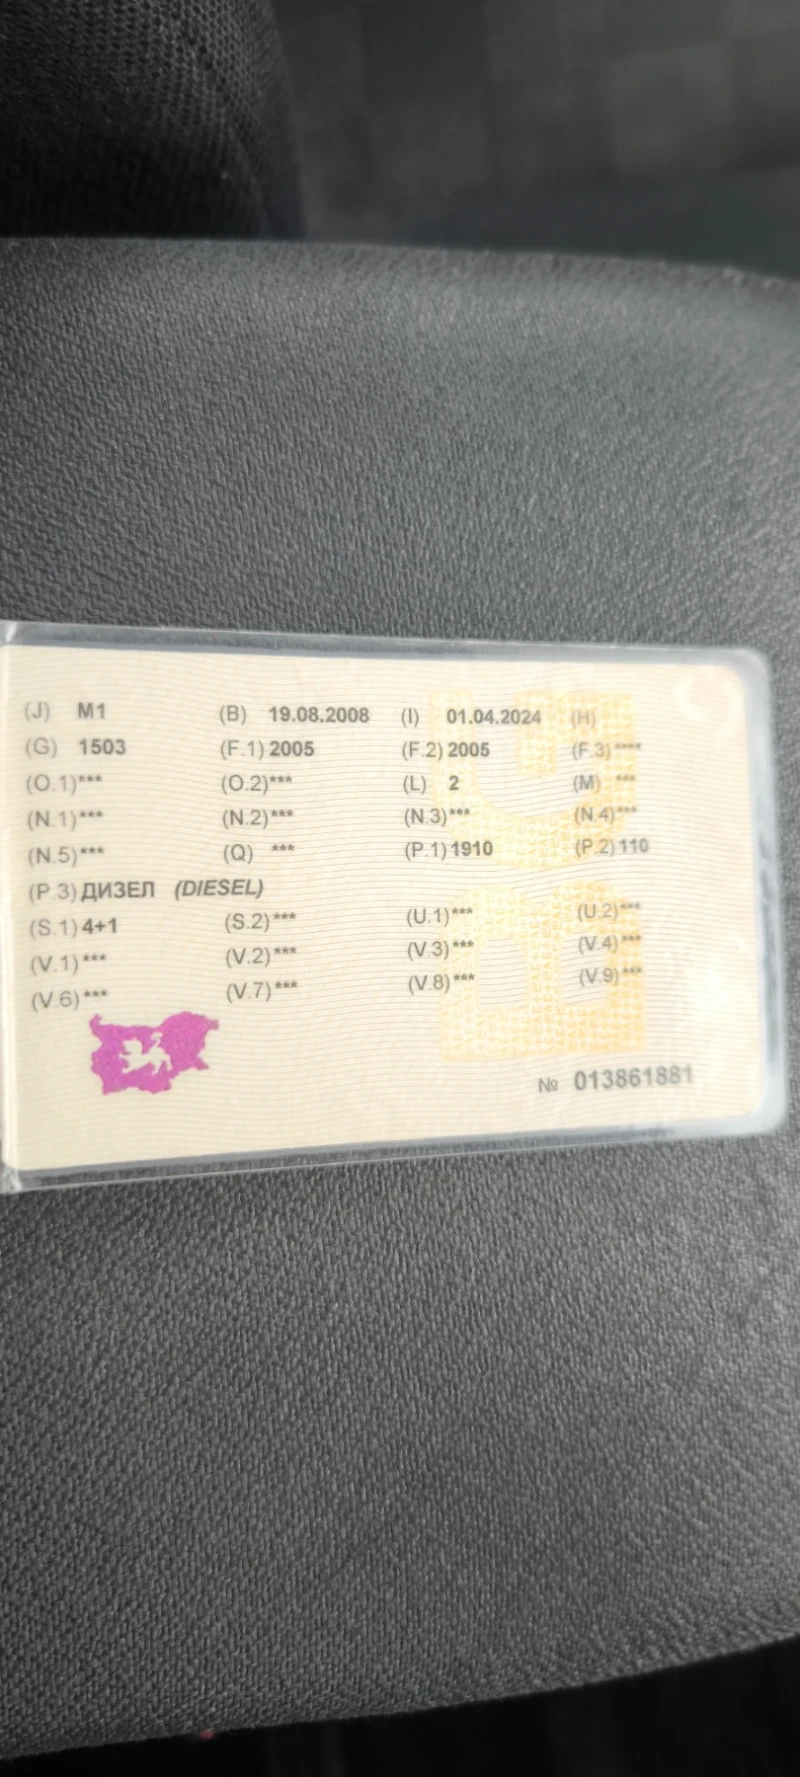 (J) M1 (B) 19.08.2008 (I) 01.04.2024 (H)
(G) 1503 (F.1) 2005 (F.2) 2005 (F.3) ****
(O.1)*** (O.2)*** (L) 2 (M) ***
(N.1)*** (N.2)*** (N.3)*** (N.4)***
(N.5)*** (Q) *** (P.1) 1910 (P.2) 110
(P.3) ДИЗЕЛ (DIESEL)
(S.1) 4+1 (S.2)*** (U.1)*** (U.2)***
(V.1)*** (V.2)*** (V.3)*** (V.4)***
(V.6)*** (V.7)*** (V.8)*** (V.9)***
№ 013861881